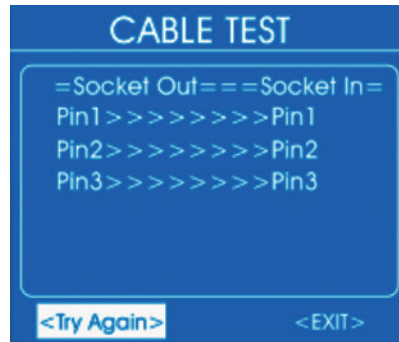 CABLE TEST
=Socket Out===Socket In=
Pin1>>>>>>>>Pin1
Pin2>>>>>>>>Pin2
Pin3>>>>>>>>Pin3
<Try Again> <EXIT>